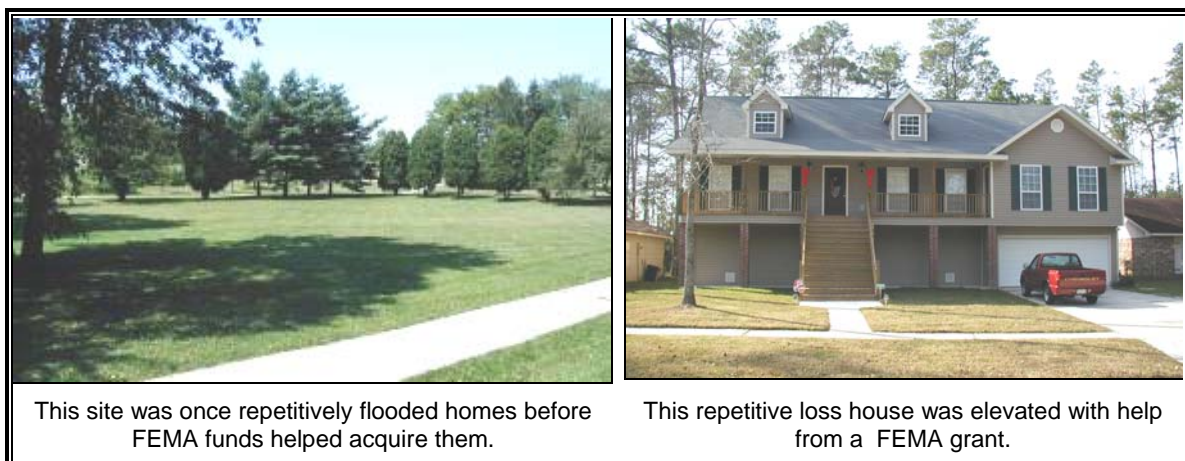 This site was once repetitively flooded homes before
FEMA funds helped acquire them.
This repetitive loss house was elevated with help
from a FEMA grant.
CHEVROLET